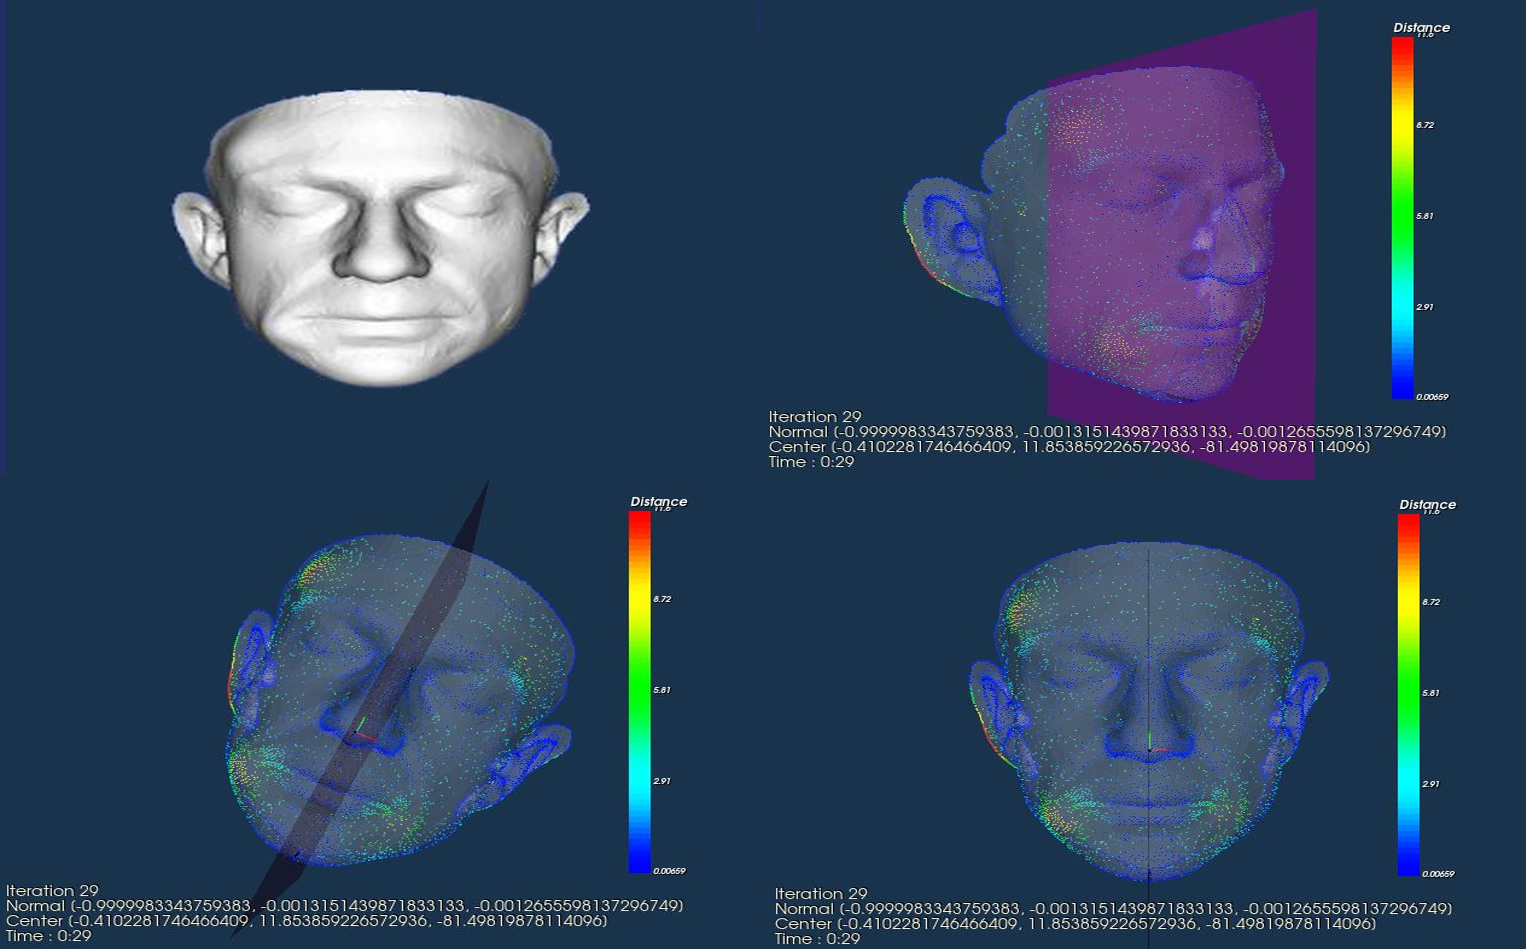 Distance
11.6
8.72
5.81
2.91
0.00659
Iteration 29
Normal [-0.9999983343759383, -0.0013151439871833133, -0.0012655598137296749]
Center [-0.4102281746466409, 11.853859226572936, -81.49819878114096]
Time : 0:29
Distance
11.6
8.72
5.81
2.91
0.00659
Iteration 29
Normal [-0.9999983343759383, -0.0013151439871833133, -0.0012655598137296749]
Center [-0.4102281746466409, 11.853859226572936, -81.49819878114096]
Time : 0:29
Distance
11.6
8.72
5.81
2.91
0.00659
Iteration 29
Normal [-0.9999983343759383, -0.0013151439871833133, -0.0012655598137296749]
Center [-0.4102281746466409, 11.853859226572936, -81.49819878114096]
Time : 0:29